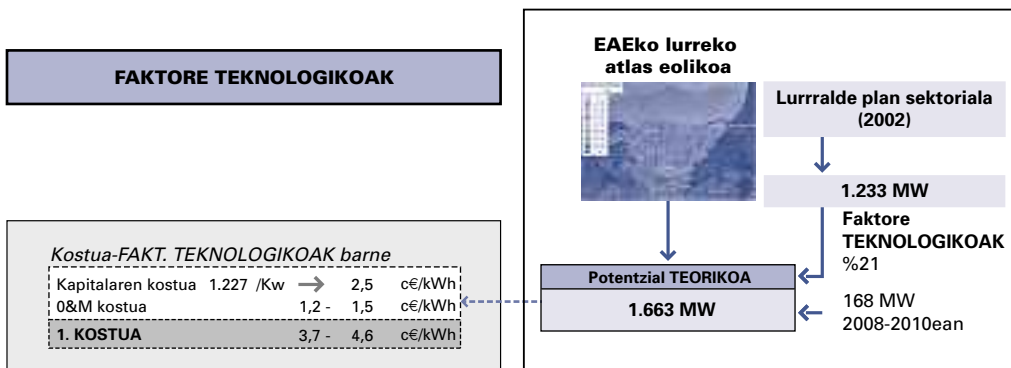 FAKTORE TEKNOLOGIKOAK
Kostua-FAKT. TEKNOLOGIKOAK barne
Kapitalaren kostua 1.227 /Kw → 2,5 c€/kWh
0&M kostua 1,2 - 1,5 c€/kWh
1. KOSTUA 3,7 - 4,6 c€/kWh
EAEko lurreko
atlas eolikoa
Lurrralde plan sektoriala
(2002)
1.233 MW
Faktore
TEKNOLOGIKOAK
%21
Potentzial TEORIKOA
1.663 MW
168 MW
2008-2010ean